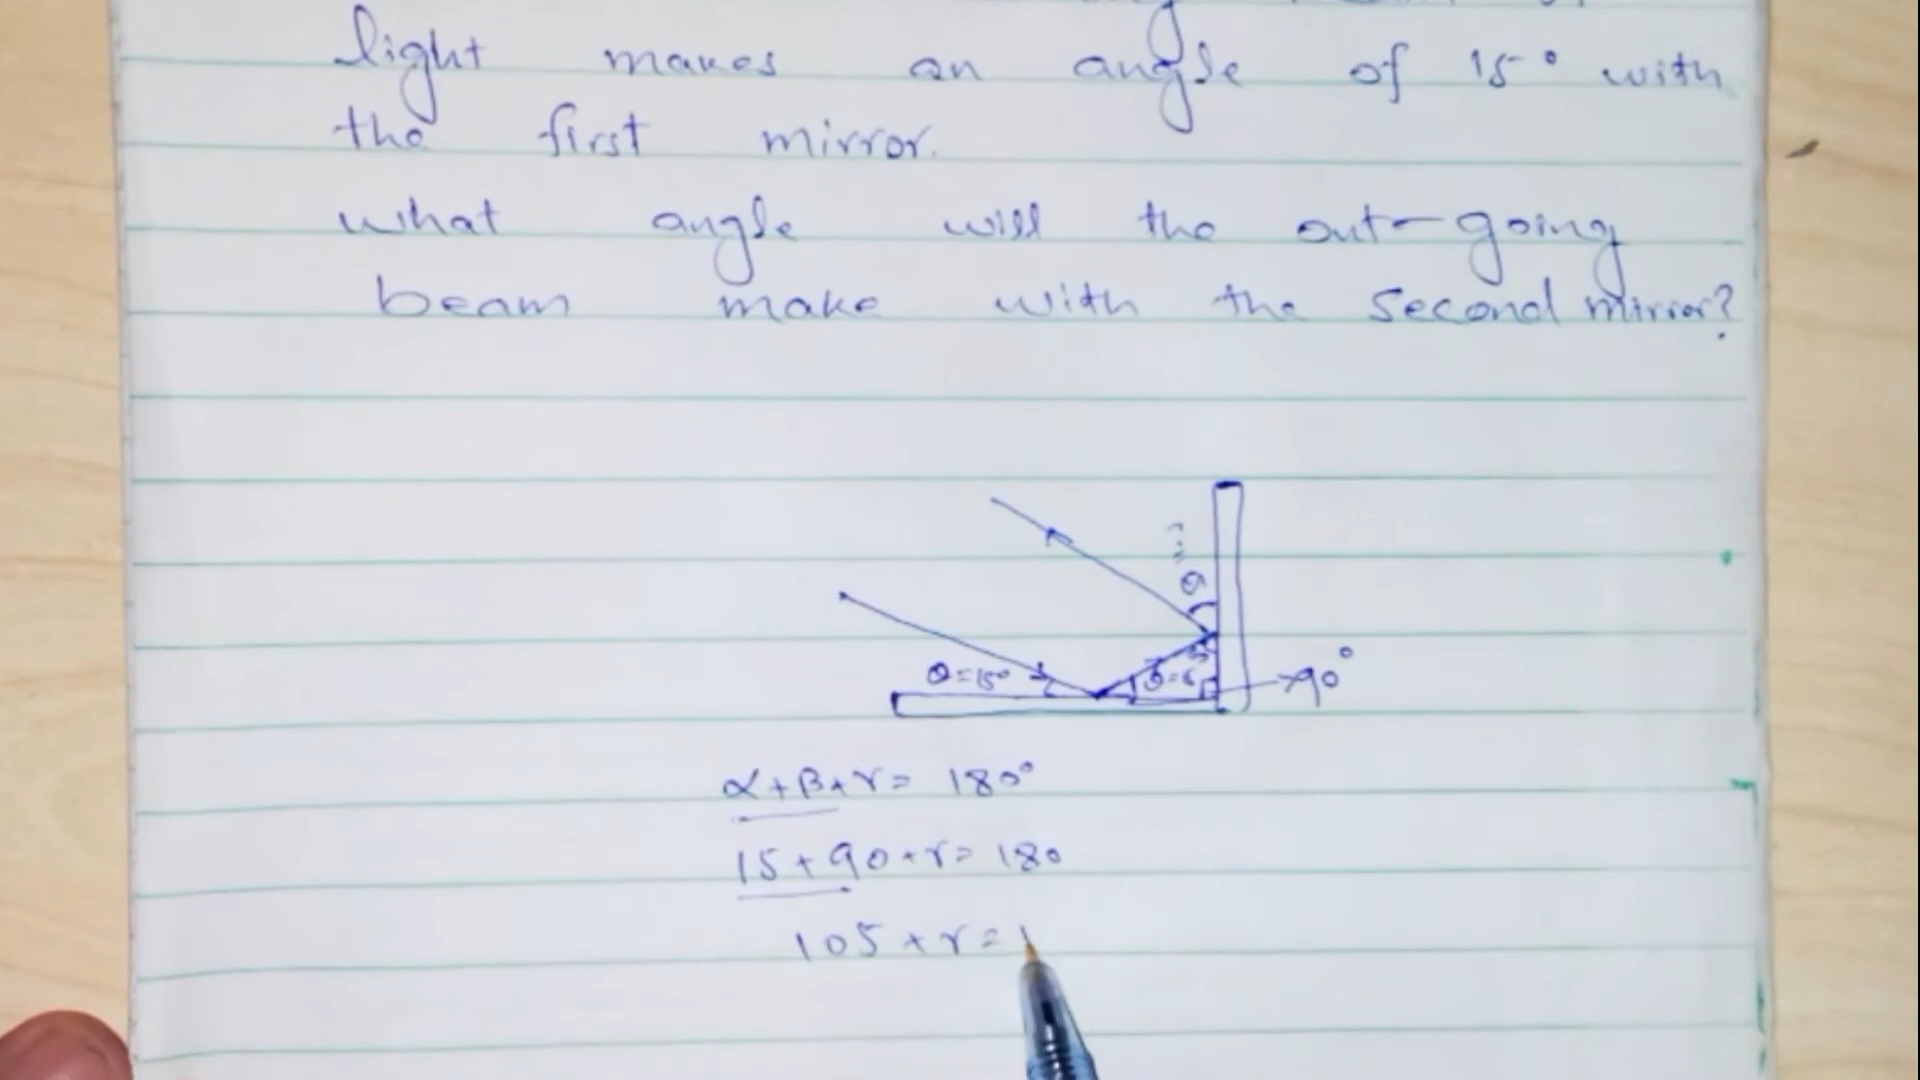 light makes an angle of 15° with
the first mirror.
what angle will the out-going
beam make with the second mirror?
θ=15°
90°
α+β+γ= 180°
15+90+γ= 180
105+γ=1